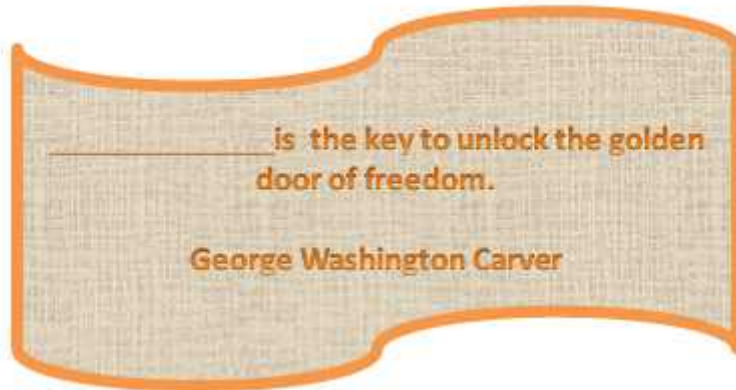 ______________is the key to unlock the golden
door of freedom.
George Washington Carver